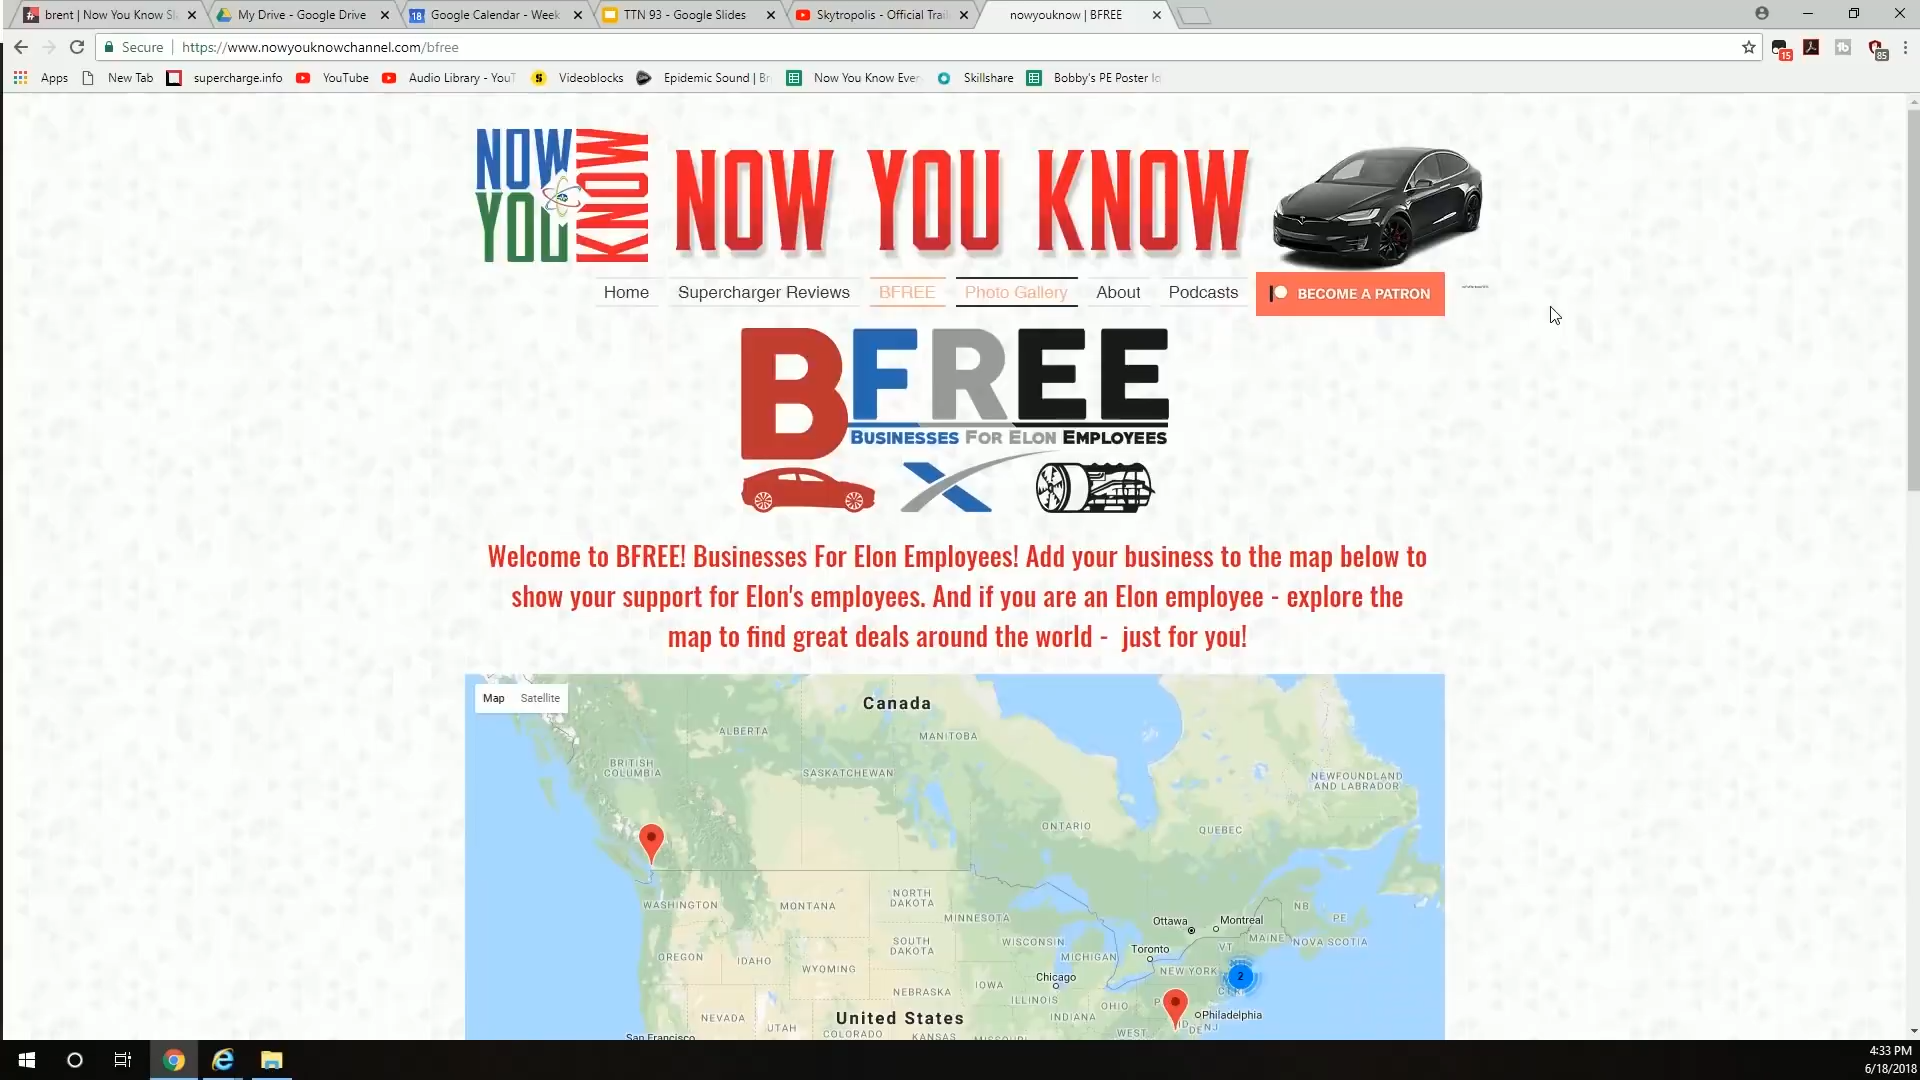 brent | Now You Know Sl
My Drive - Google Drive
Google Calendar - Week
TTN 93 - Google Slides
Skytropolis - Official Trail
nowyouknow | BFREE
Secure
https://www.nowyouknowchannel.com/bfree
15
85
Apps
New Tab
supercharge.info
YouTube
Audio Library - YouT
Videoblocks
Epidemic Sound | Br
Now You Know Ever
Skillshare
Bobby's PE Poster Id
NOW YOU KNOW
NOW YOU KNOW
Home
Supercharger Reviews
BFREE
Photo Gallery
About
Podcasts
BECOME A PATRON
BFREE
BUSINESSES FOR ELON EMPLOYEES
Welcome to BFREE! Businesses For Elon Employees! Add your business to the map below to
show your support for Elon's employees. And if you are an Elon employee - explore the
map to find great deals around the world - just for you!
Map
Satellite
Canada
ALBERTA
MANITOBA
BRITISH
COLUMBIA
SASKATCHEWAN
NEWFOUNDLAND
AND LABRADOR
ONTARIO
QUEBEC
WASHINGTON
MONTANA
NORTH
DAKOTA
MINNESOTA
Ottawa
Montreal
NB
PE
MAINE
NOVA SCOTIA
OREGON
IDAHO
SOUTH
DAKOTA
WISCONSIN
MICHIGAN
Toronto
VT
WYOMING
NEW YORK
2
Chicago
IOWA
NEBRASKA
ILLINOIS
INDIANA
OHIO
Philadelphia
NEVADA
UTAH
COLORADO
United States
KANSAS
MISSOURI
WEST
DE
NJ
San Francisco
4:33 PM
6/18/2018